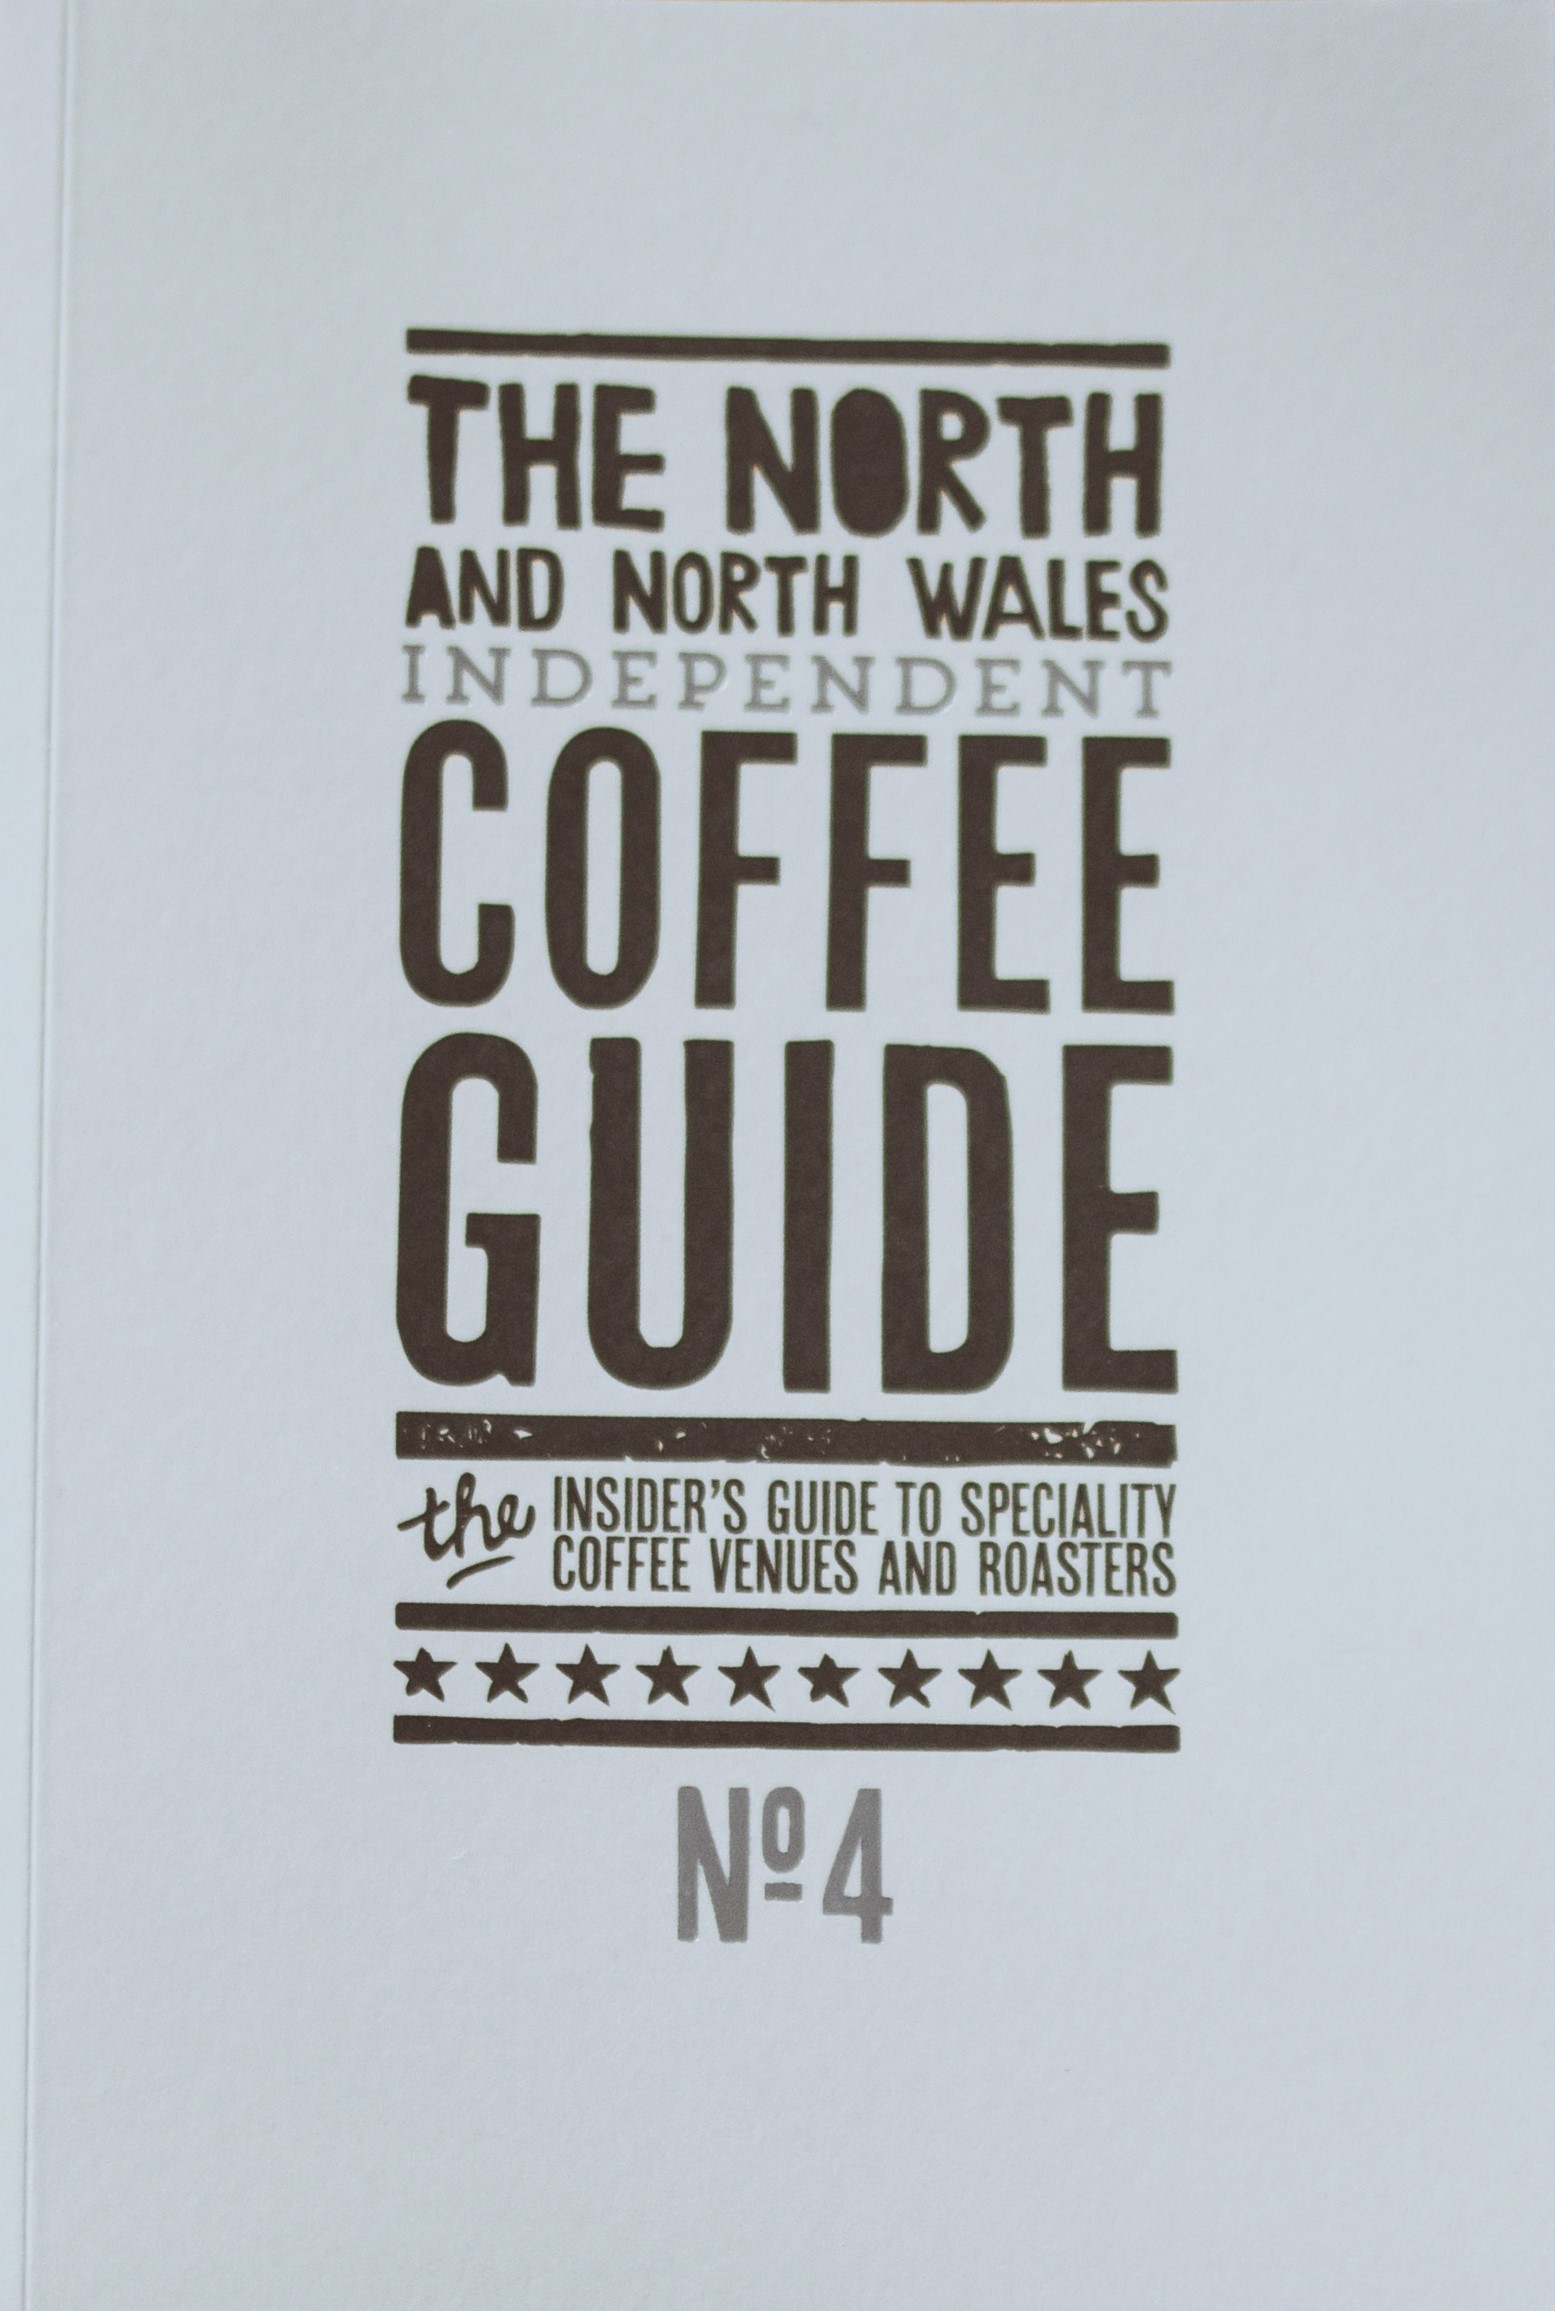 THE NORTH
AND NORTH WALES
INDEPENDENT
COFFEE
GUIDE
the INSIDER'S GUIDE TO SPECIALITY
COFFEE VENUES AND ROASTERS
Nº4